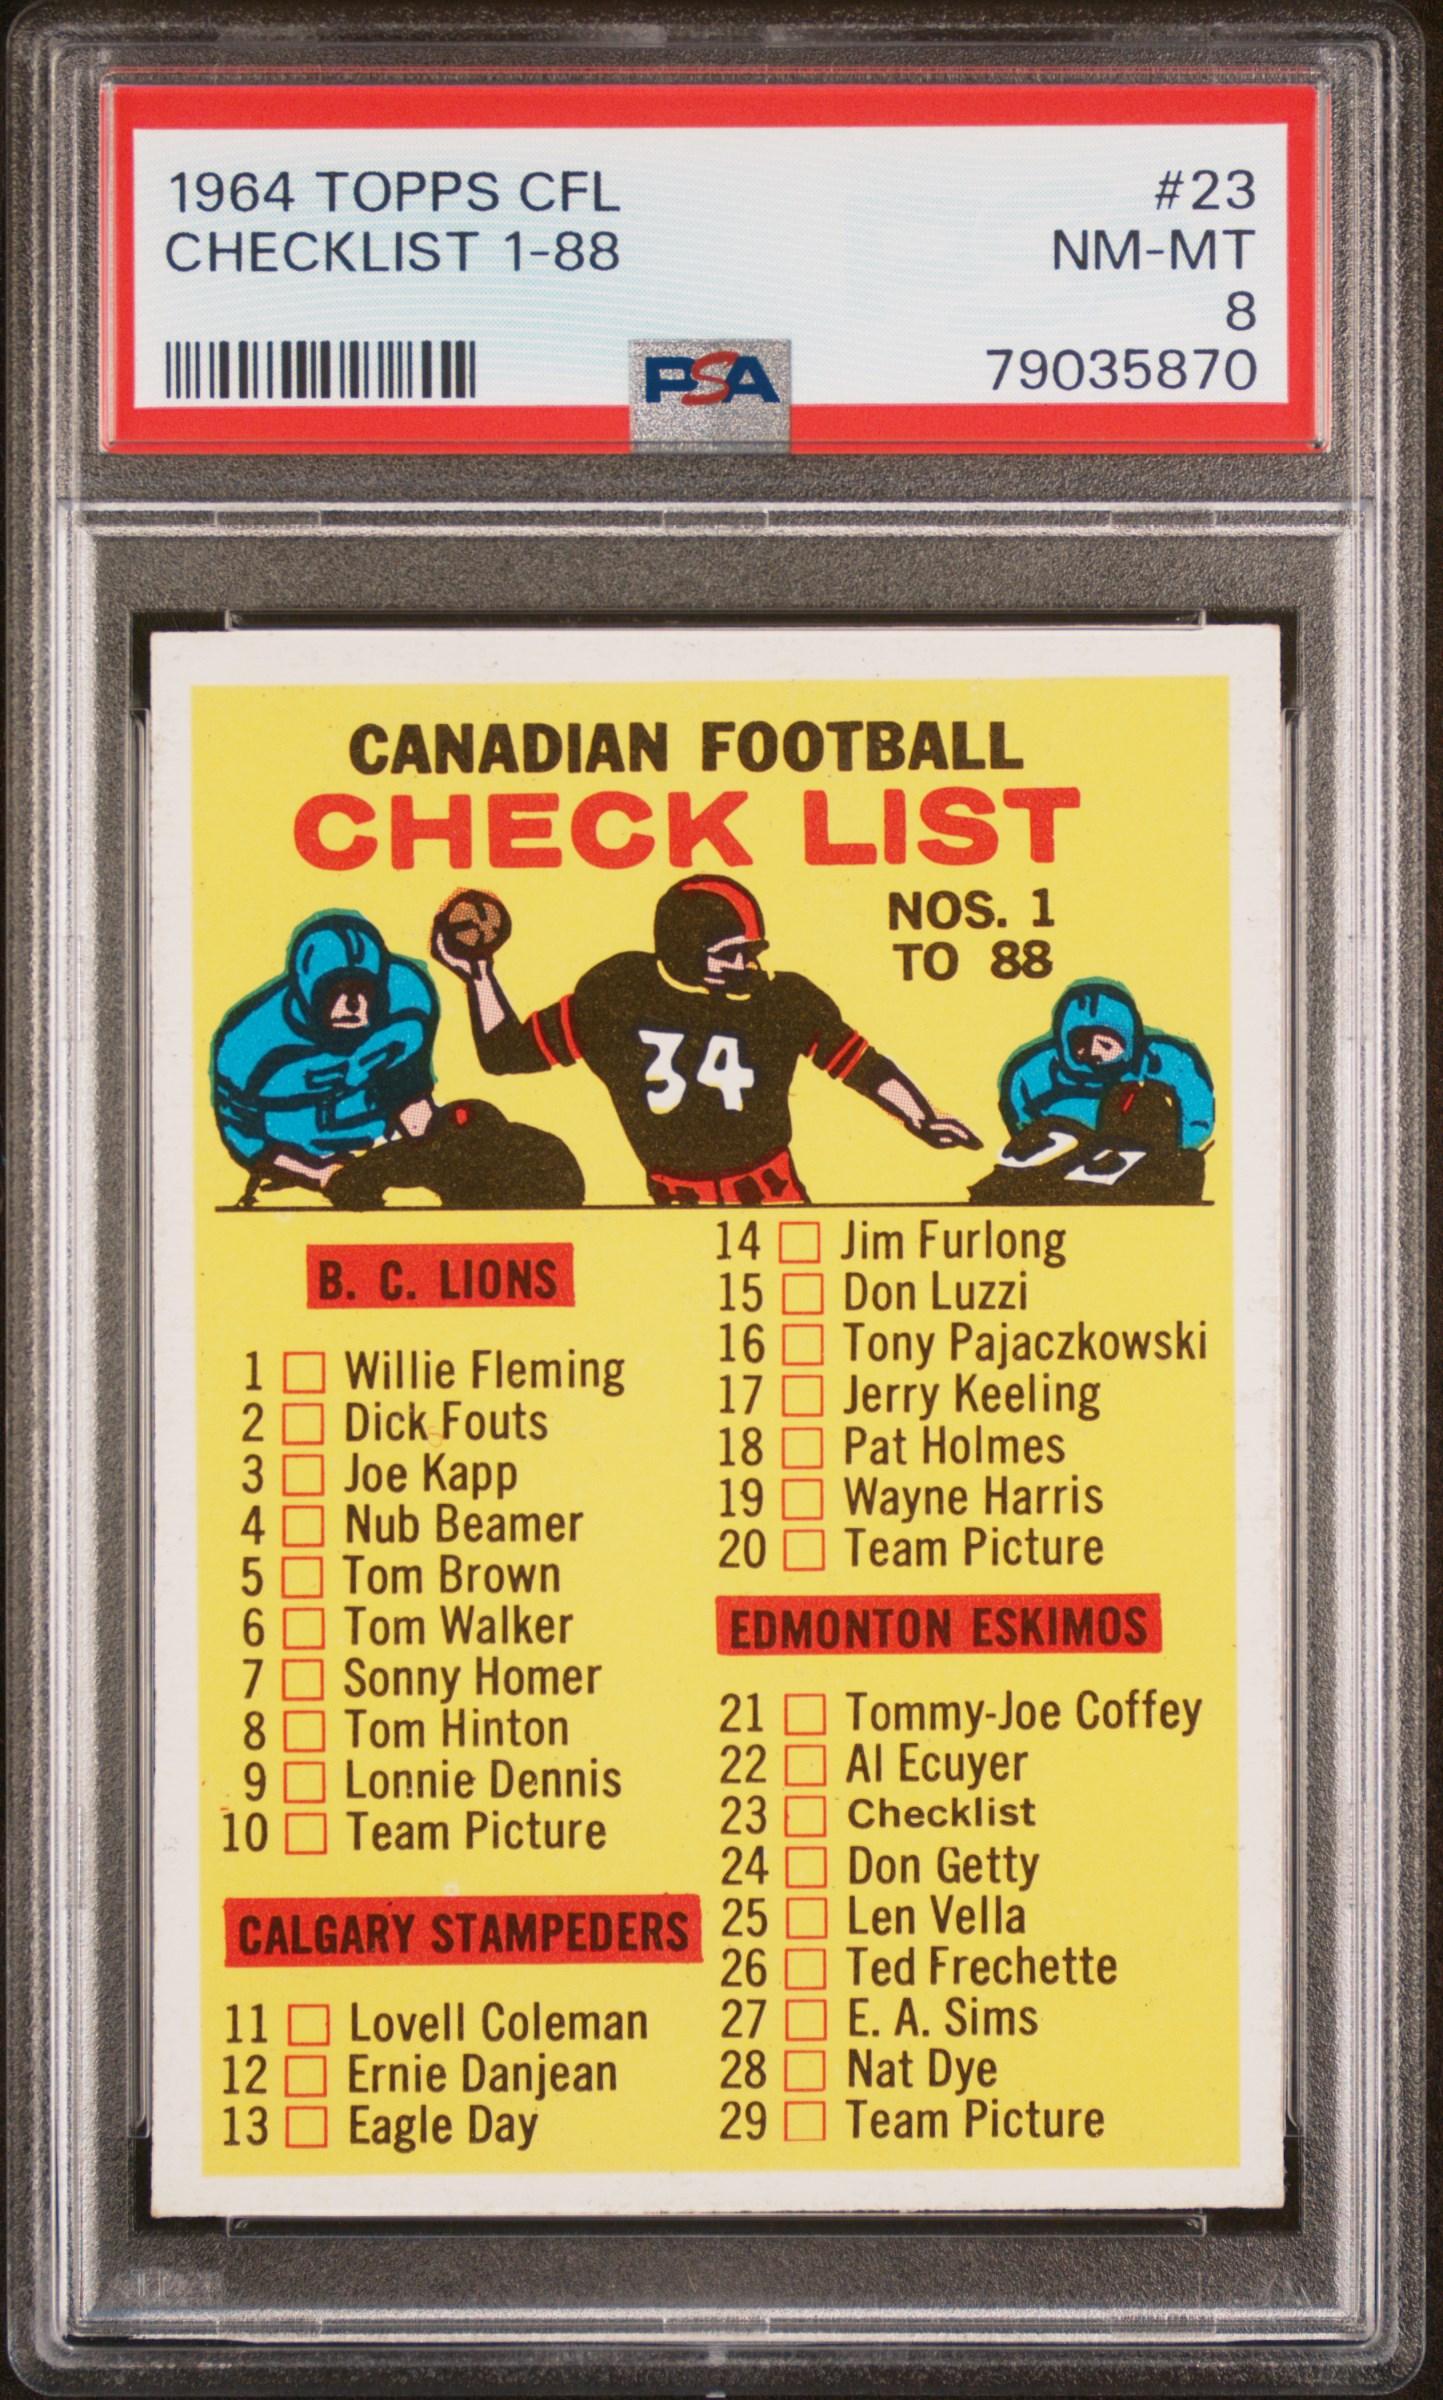 1964 TOPPS CFL
CHECKLIST 1-88
#23
NM-MT
8
79035870
PSA
CANADIAN FOOTBALL
CHECK LIST
NOS. 1
TO 88
34
B. C. LIONS
1 Willie Fleming
2 Dick Fouts
3 Joe Kapp
4 Nub Beamer
5 Tom Brown
6 Tom Walker
7 Sonny Homer
8 Tom Hinton
9 Lonnie Dennis
10 Team Picture
CALGARY STAMPEDERS
11 Lovell Coleman
12 Ernie Danjean
13 Eagle Day
14 Jim Furlong
15 Don Luzzi
16 Tony Pajaczkowski
17 Jerry Keeling
18 Pat Holmes
19 Wayne Harris
20 Team Picture
EDMONTON ESKIMOS
21 Tommy-Joe Coffey
22 Al Ecuyer
23 Checklist
24 Don Getty
25 Len Vella
26 Ted Frechette
27 E. A. Sims
28 Nat Dye
29 Team Picture